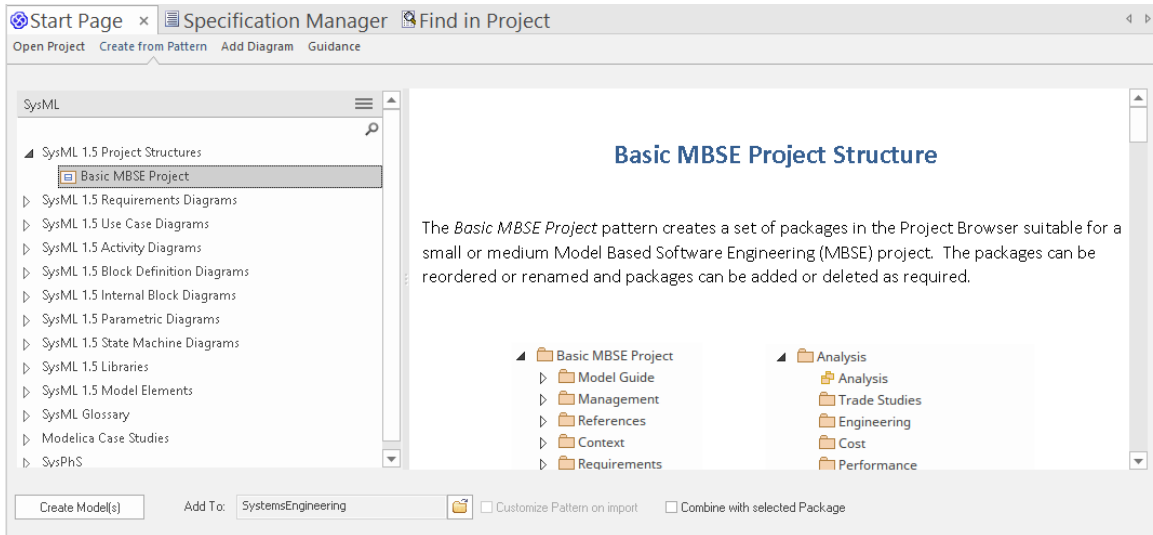 Start Page × Specification Manager Find in Project
Open Project Create from Pattern Add Diagram Guidance
SysML
SysML 1.5 Project Structures
Basic MBSE Project
SysML 1.5 Requirements Diagrams
SysML 1.5 Use Case Diagrams
SysML 1.5 Activity Diagrams
SysML 1.5 Block Definition Diagrams
SysML 1.5 Internal Block Diagrams
SysML 1.5 Parametric Diagrams
SysML 1.5 State Machine Diagrams
SysML 1.5 Libraries
SysML 1.5 Model Elements
SysML Glossary
Modelica Case Studies
SysPhS
Basic MBSE Project Structure
The Basic MBSE Project pattern creates a set of packages in the Project Browser suitable for a
small or medium Model Based Software Engineering (MBSE) project. The packages can be
reordered or renamed and packages can be added or deleted as required.
Basic MBSE Project
Model Guide
Management
References
Context
Requirements
Analysis
Analysis
Trade Studies
Engineering
Cost
Performance
Create Model(s) Add To: SystemsEngineering Customize Pattern on import Combine with selected Package